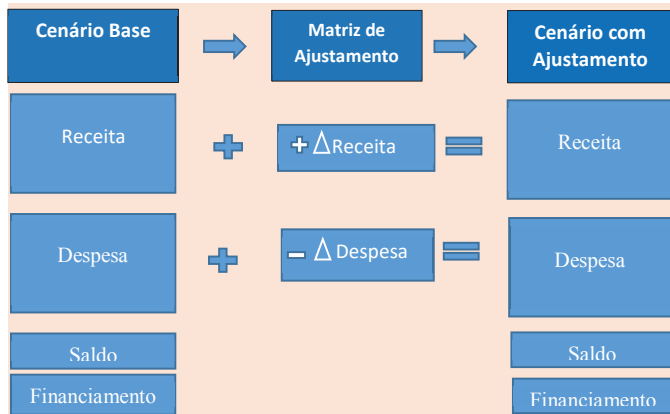 Cenário Base
Matriz de
Ajustamento
Cenário com
Ajustamento
Receita
+ Δ Receita
Receita
Despesa
− Δ Despesa
Despesa
Saldo
Saldo
Financiamento
Financiamento